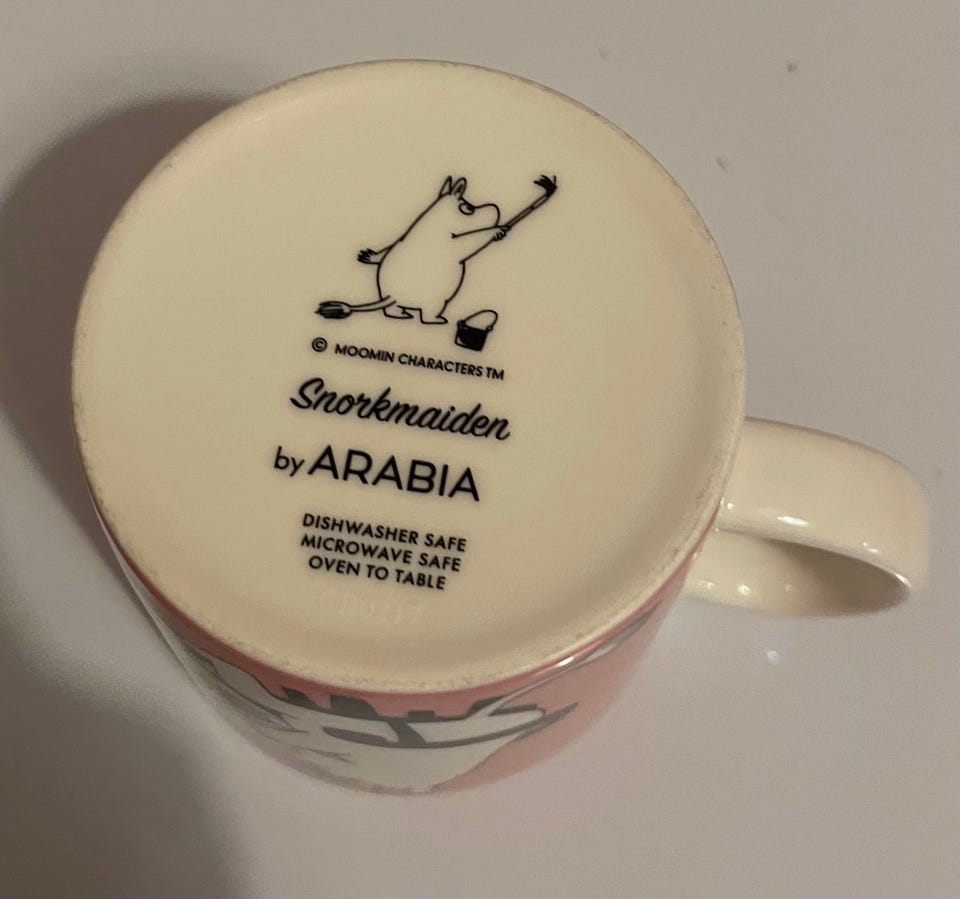 © MOOMIN CHARACTERS TM
Snorkmaiden
by ARABIA
DISHWASHER SAFE
MICROWAVE SAFE
OVEN TO TABLE